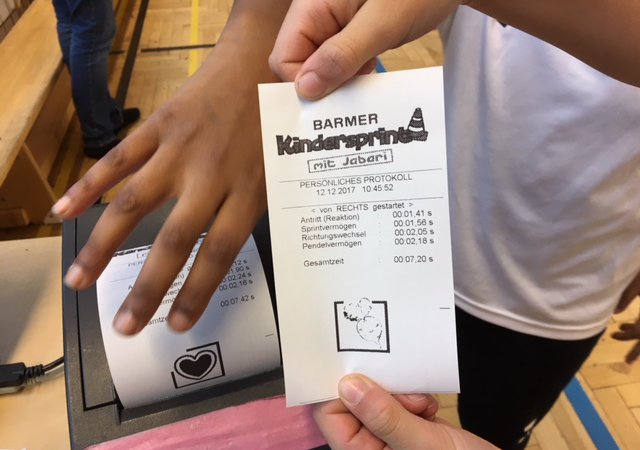 BARMER
Kindersprint
mit Jabari
PERSÖNLICHES PROTOKOLL
12.12.2017 10:45:52
< von RECHTS gestartet >
Antritt (Reaktion) : 00:01,41 s
Sprintvermögen : 00:01,56 s
Richtungswechsel : 00:02,05 s
Pendelvermögen : 00:02,18 s
Gesamtzeit : 00:07,20 s
00:02,24 s
00:02,18 s
Gesamtze
00:07,42 s